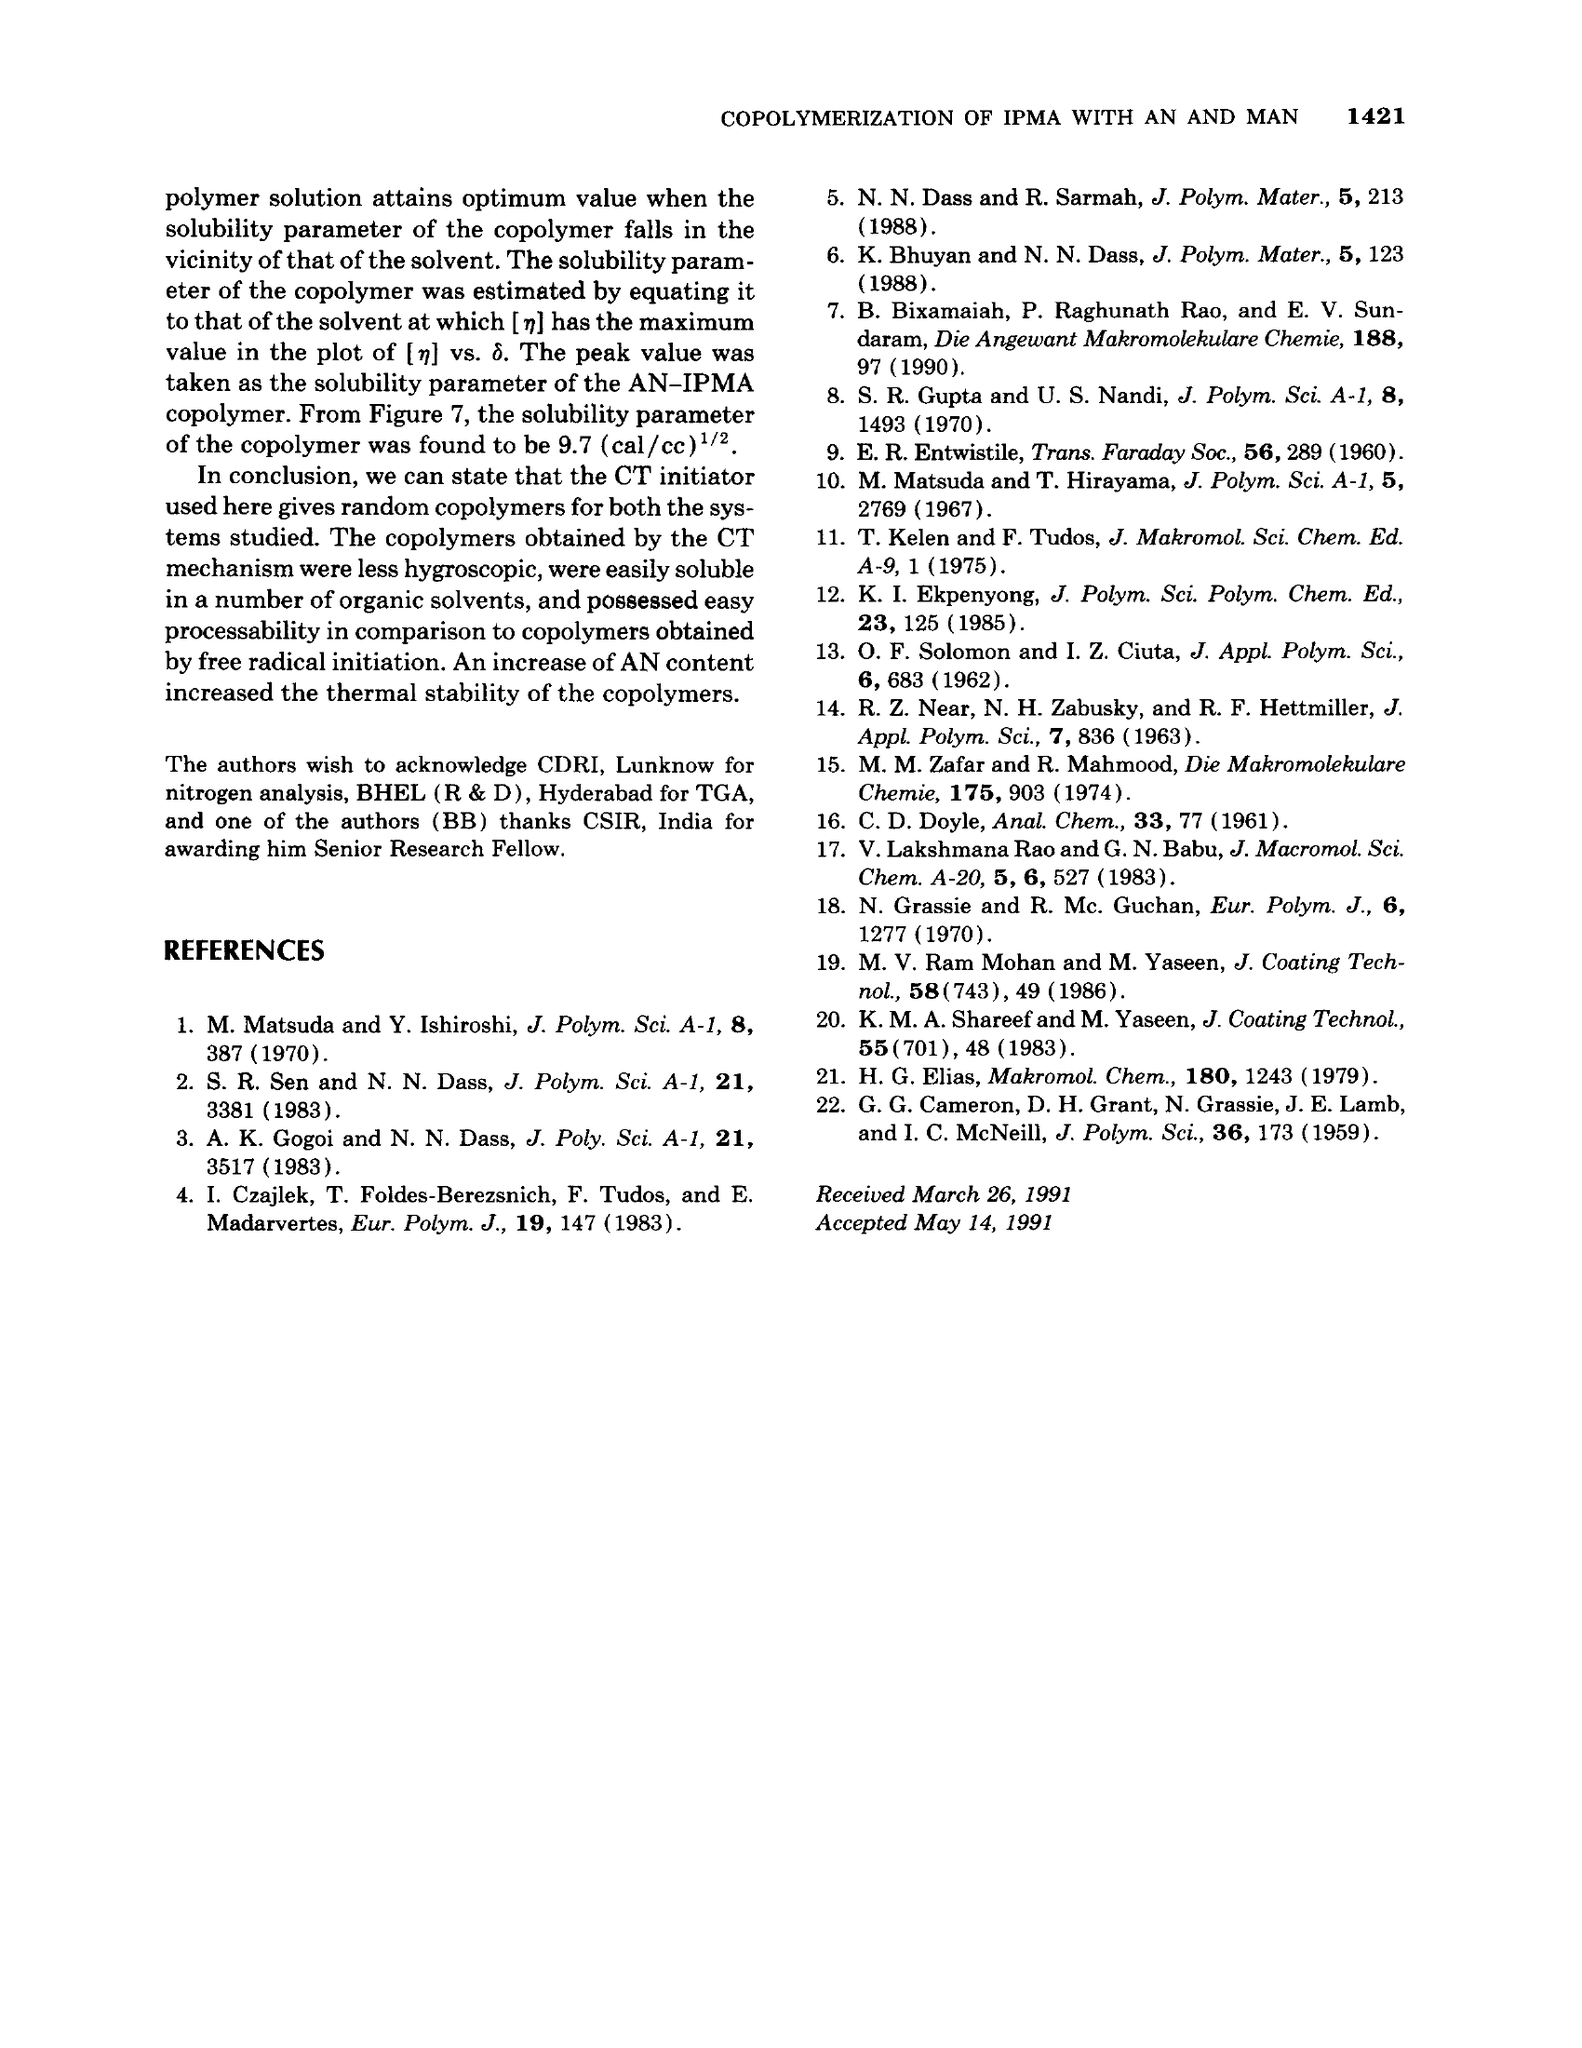 COPOLYMERIZATION OF IPMA WITH AN AND MAN 1421
polymer solution attains optimum value when the
solubility parameter of the copolymer falls in the
vicinity of that of the solvent. The solubility param-
eter of the copolymer was estimated by equating it
to that of the solvent at which [η] has the maximum
value in the plot of [η] vs. δ. The peak value was
taken as the solubility parameter of the AN–IPMA
copolymer. From Figure 7, the solubility parameter
of the copolymer was found to be 9.7 (cal/cc)^1/2.
In conclusion, we can state that the CT initiator
used here gives random copolymers for both the sys-
tems studied. The copolymers obtained by the CT
mechanism were less hygroscopic, were easily soluble
in a number of organic solvents, and possessed easy
processability in comparison to copolymers obtained
by free radical initiation. An increase of AN content
increased the thermal stability of the copolymers.
The authors wish to acknowledge CDRI, Lunknow for
nitrogen analysis, BHEL (R & D), Hyderabad for TGA,
and one of the authors (BB) thanks CSIR, India for
awarding him Senior Research Fellow.
REFERENCES
1. M. Matsuda and Y. Ishiroshi, J. Polym. Sci. A-1, 8,
387 (1970).
2. S. R. Sen and N. N. Dass, J. Polym. Sci. A-1, 21,
3381 (1983).
3. A. K. Gogoi and N. N. Dass, J. Poly. Sci. A-1, 21,
3517 (1983).
4. I. Czajlek, T. Foldes-Berezsnich, F. Tudos, and E.
Madarvertes, Eur. Polym. J., 19, 147 (1983).
5. N. N. Dass and R. Sarmah, J. Polym. Mater., 5, 213
(1988).
6. K. Bhuyan and N. N. Dass, J. Polym. Mater., 5, 123
(1988).
7. B. Bixamaiah, P. Raghunath Rao, and E. V. Sun-
daram, Die Angewant Makromolekulare Chemie, 188,
97 (1990).
8. S. R. Gupta and U. S. Nandi, J. Polym. Sci. A-1, 8,
1493 (1970).
9. E. R. Entwistile, Trans. Faraday Soc., 56, 289 (1960).
10. M. Matsuda and T. Hirayama, J. Polym. Sci. A-1, 5,
2769 (1967).
11. T. Kelen and F. Tudos, J. Makromol. Sci. Chem. Ed.
A-9, 1 (1975).
12. K. I. Ekpenyong, J. Polym. Sci. Polym. Chem. Ed.,
23, 125 (1985).
13. O. F. Solomon and I. Z. Ciuta, J. Appl. Polym. Sci.,
6, 683 (1962).
14. R. Z. Near, N. H. Zabusky, and R. F. Hettmiller, J.
Appl. Polym. Sci., 7, 836 (1963).
15. M. M. Zafar and R. Mahmood, Die Makromolekulare
Chemie, 175, 903 (1974).
16. C. D. Doyle, Anal. Chem., 33, 77 (1961).
17. V. Lakshmana Rao and G. N. Babu, J. Macromol. Sci.
Chem. A-20, 5, 6, 527 (1983).
18. N. Grassie and R. Mc. Guchan, Eur. Polym. J., 6,
1277 (1970).
19. M. V. Ram Mohan and M. Yaseen, J. Coating Tech-
nol., 58(743), 49 (1986).
20. K. M. A. Shareef and M. Yaseen, J. Coating Technol.,
55(701), 48 (1983).
21. H. G. Elias, Makromol. Chem., 180, 1243 (1979).
22. G. G. Cameron, D. H. Grant, N. Grassie, J. E. Lamb,
and I. C. McNeill, J. Polym. Sci., 36, 173 (1959).
Received March 26, 1991
Accepted May 14, 1991